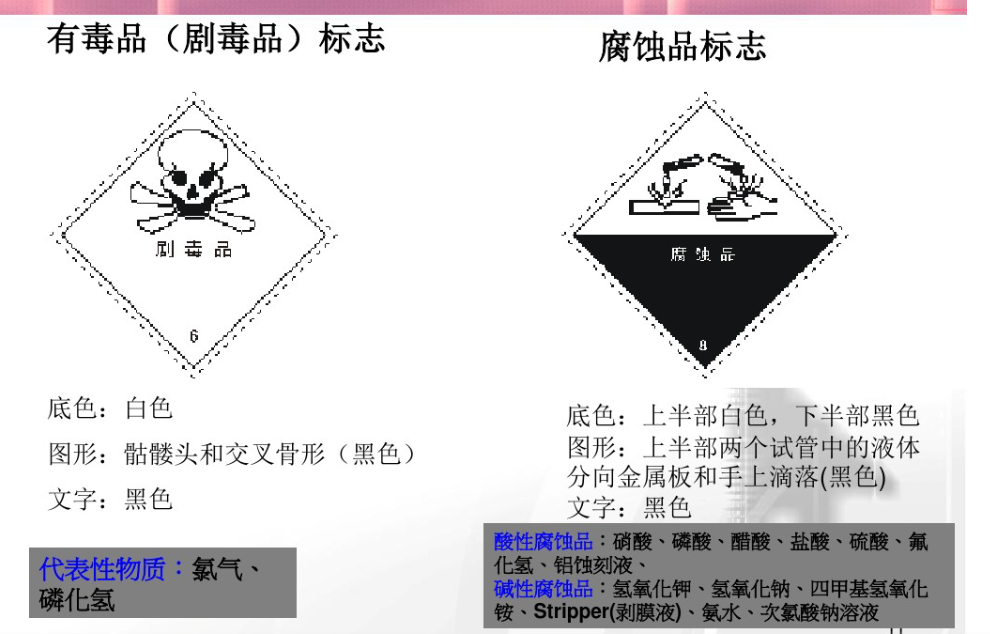 有毒品（剧毒品）标志
剧毒品
6
底色：白色
图形：骷髅头和交叉骨形（黑色）
文字：黑色
代表性物质：氯气、
磷化氢
腐蚀品标志
腐蚀品
8
底色：上半部白色，下半部黑色
图形：上半部两个试管中的液体
分向金属板和手上滴落(黑色)
文字：黑色
酸性腐蚀品：硝酸、磷酸、醋酸、盐酸、硫酸、氟
化氢、铝蚀刻液、
碱性腐蚀品：氢氧化钾、氢氧化钠、四甲基氢氧化
铵、Stripper(剥膜液)、氨水、次氯酸钠溶液